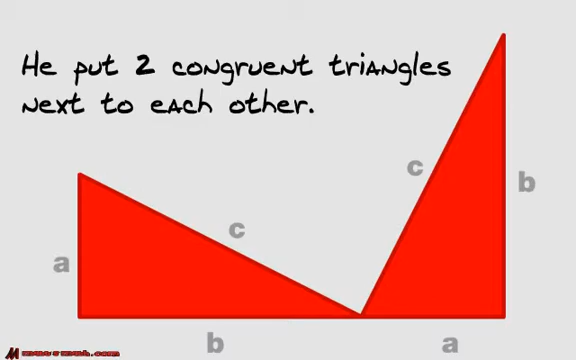 He put 2 congruent triangles
next to each other.
c
a
c
b
b
a